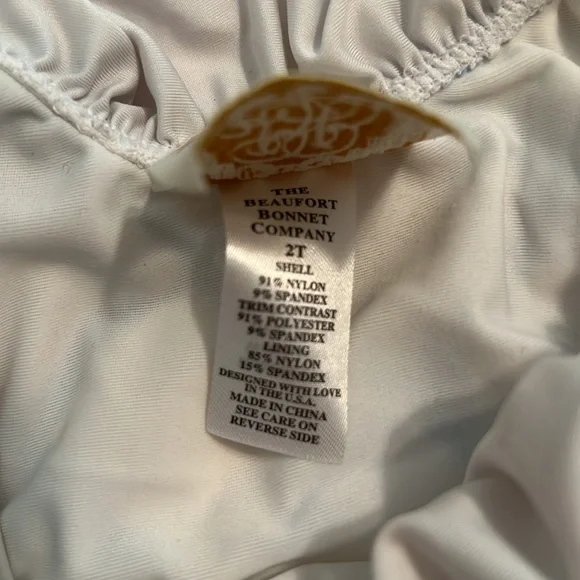 THE
BEAUFORT
BONNET
COMPANY
2T
SHELL
91% NYLON
9% SPANDEX
TRIM CONTRAST
91% POLYESTER
9% SPANDEX
LINING
85% NYLON
15% SPANDEX
DESIGNED WITH LOVE
IN THE U.S.A.
MADE IN CHINA
SEE CARE ON
REVERSE SIDE